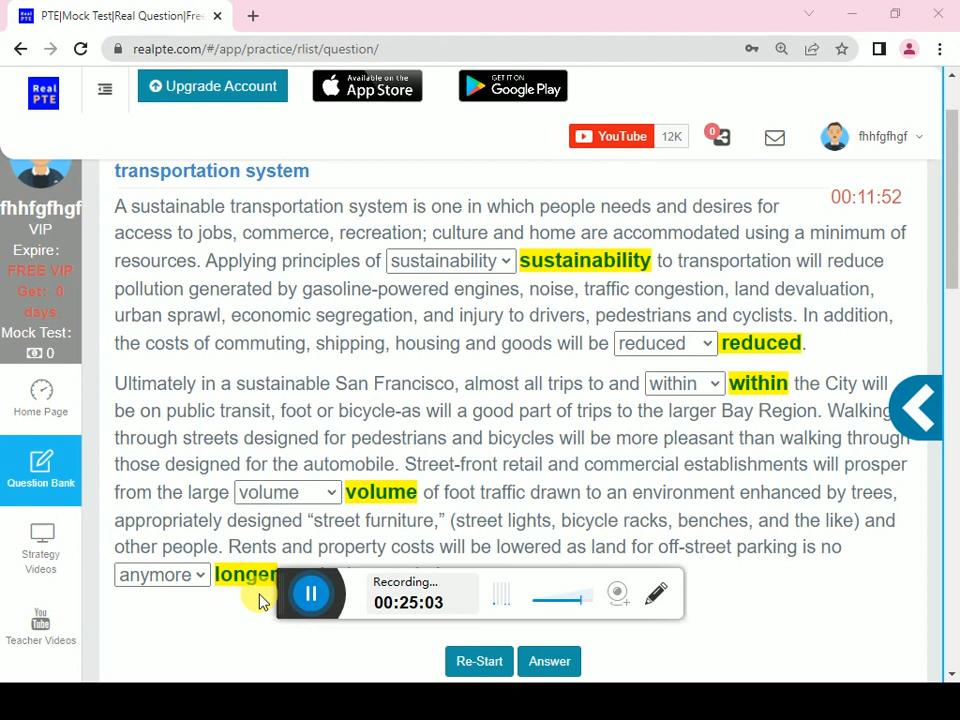 PTE|Mock Test|Real Question|Fre
realpte.com/#/app/practice/rlist/question/
Real PTE
Upgrade Account
Available on the App Store
GET IT ON Google Play
YouTube 12K
0
fhhfgfhgf
fhhfgfhgf
VIP
Expire:
FREE VIP
Get: 0
days
Mock Test:
0
Home Page
Question Bank
Strategy
Videos
You Tube
Teacher Videos
transportation system
00:11:52
A sustainable transportation system is one in which people needs and desires for
access to jobs, commerce, recreation; culture and home are accommodated using a minimum of
resources. Applying principles of sustainability sustainability to transportation will reduce
pollution generated by gasoline-powered engines, noise, traffic congestion, land devaluation,
urban sprawl, economic segregation, and injury to drivers, pedestrians and cyclists. In addition,
the costs of commuting, shipping, housing and goods will be reduced reduced.
Ultimately in a sustainable San Francisco, almost all trips to and within within the City will
be on public transit, foot or bicycle-as will a good part of trips to the larger Bay Region. Walking
through streets designed for pedestrians and bicycles will be more pleasant than walking through
those designed for the automobile. Street-front retail and commercial establishments will prosper
from the large volume volume of foot traffic drawn to an environment enhanced by trees,
appropriately designed “street furniture,” (street lights, bicycle racks, benches, and the like) and
other people. Rents and property costs will be lowered as land for off-street parking is no
anymore longer
Recording...
00:25:03
Re-Start Answer